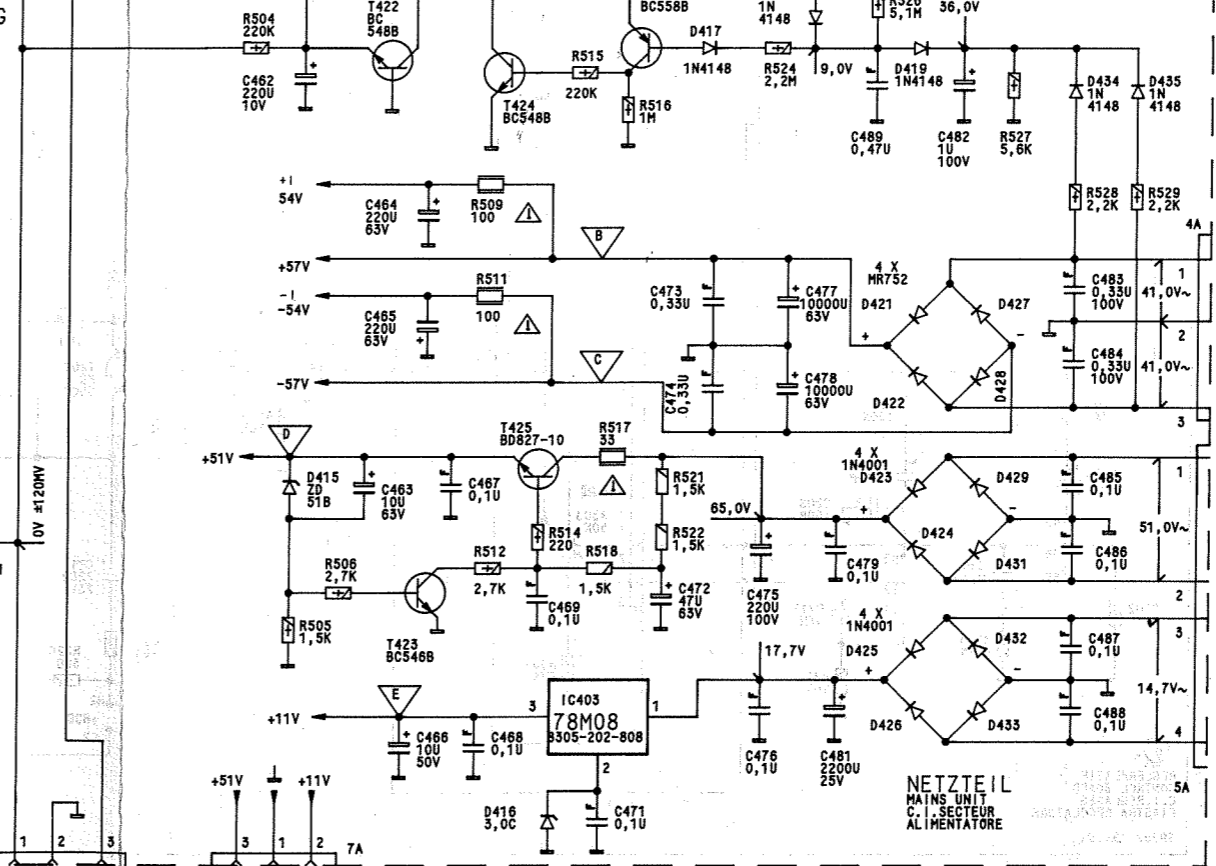 G
R504
220K
T422
BC
548B
C462
220U
10V
BC558B
R515
220K
T424
BC548B
R516
1M
D417
1N4148
1N
4148
R524
2,2M
9,0V
5,1M
36,0V
D419
1N4148
C489
0,47U
C482
1U
100V
R527
5,6K
D434
1N
4148
D435
1N
4148
R528
2,2K
R529
2,2K
4A
+I
54V
C464
220U
63V
R509
100
B
+57V
-I
-54V
C465
220U
63V
R511
100
C
-57V
C473
0,33U
C477
10000U
63V
C474
0,33U
C478
10000U
63V
4 X
MR752
D421
D427
D422
D428
+
-
C483
0,33U
100V
41,0V~
C484
0,33U
100V
41,0V~
1
2
3
D
+51V
D415
ZD
51B
C463
10U
63V
C467
0,1U
T425
BD827-10
R517
33
R521
1,5K
R514
220
R522
1,5K
R506
2,7K
R512
2,7K
R518
1,5K
C469
0,1U
C472
47U
63V
R505
1,5K
T423
BC546B
65,0V
C475
220U
100V
C479
0,1U
4 X
1N4001
D423
D429
D424
D431
+
-
C485
0,1U
C486
0,1U
51,0V~
1
2
0V ±120MV
E
+11V
C466
10U
50V
C468
0,1U
3
IC403
78M08
8305-202-808
1
2
D416
3,0C
C471
0,1U
17,7V
C476
0,1U
C481
2200U
25V
4 X
1N4001
D425
D432
D426
D433
+
-
C487
0,1U
C488
0,1U
14,7V~
3
4
5A
NETZTEIL
MAINS UNIT
C.I.SECTEUR
ALIMENTATORE
+51V
+11V
3
1
2
7A
1
2
3